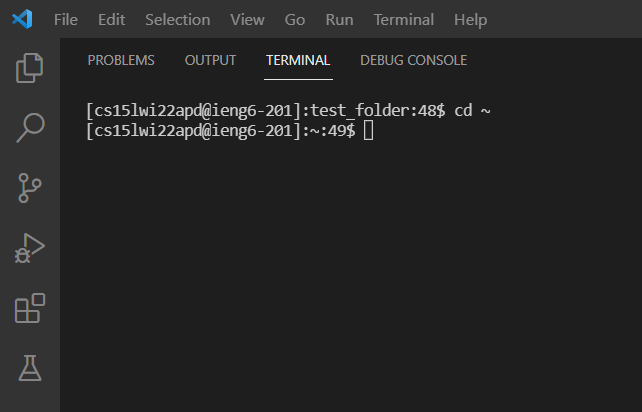 File Edit Selection View Go Run Terminal Help
PROBLEMS OUTPUT TERMINAL DEBUG CONSOLE
[cs15lwi22apd@ieng6-201]:test_folder:48$ cd ~
[cs15lwi22apd@ieng6-201]:~:49$